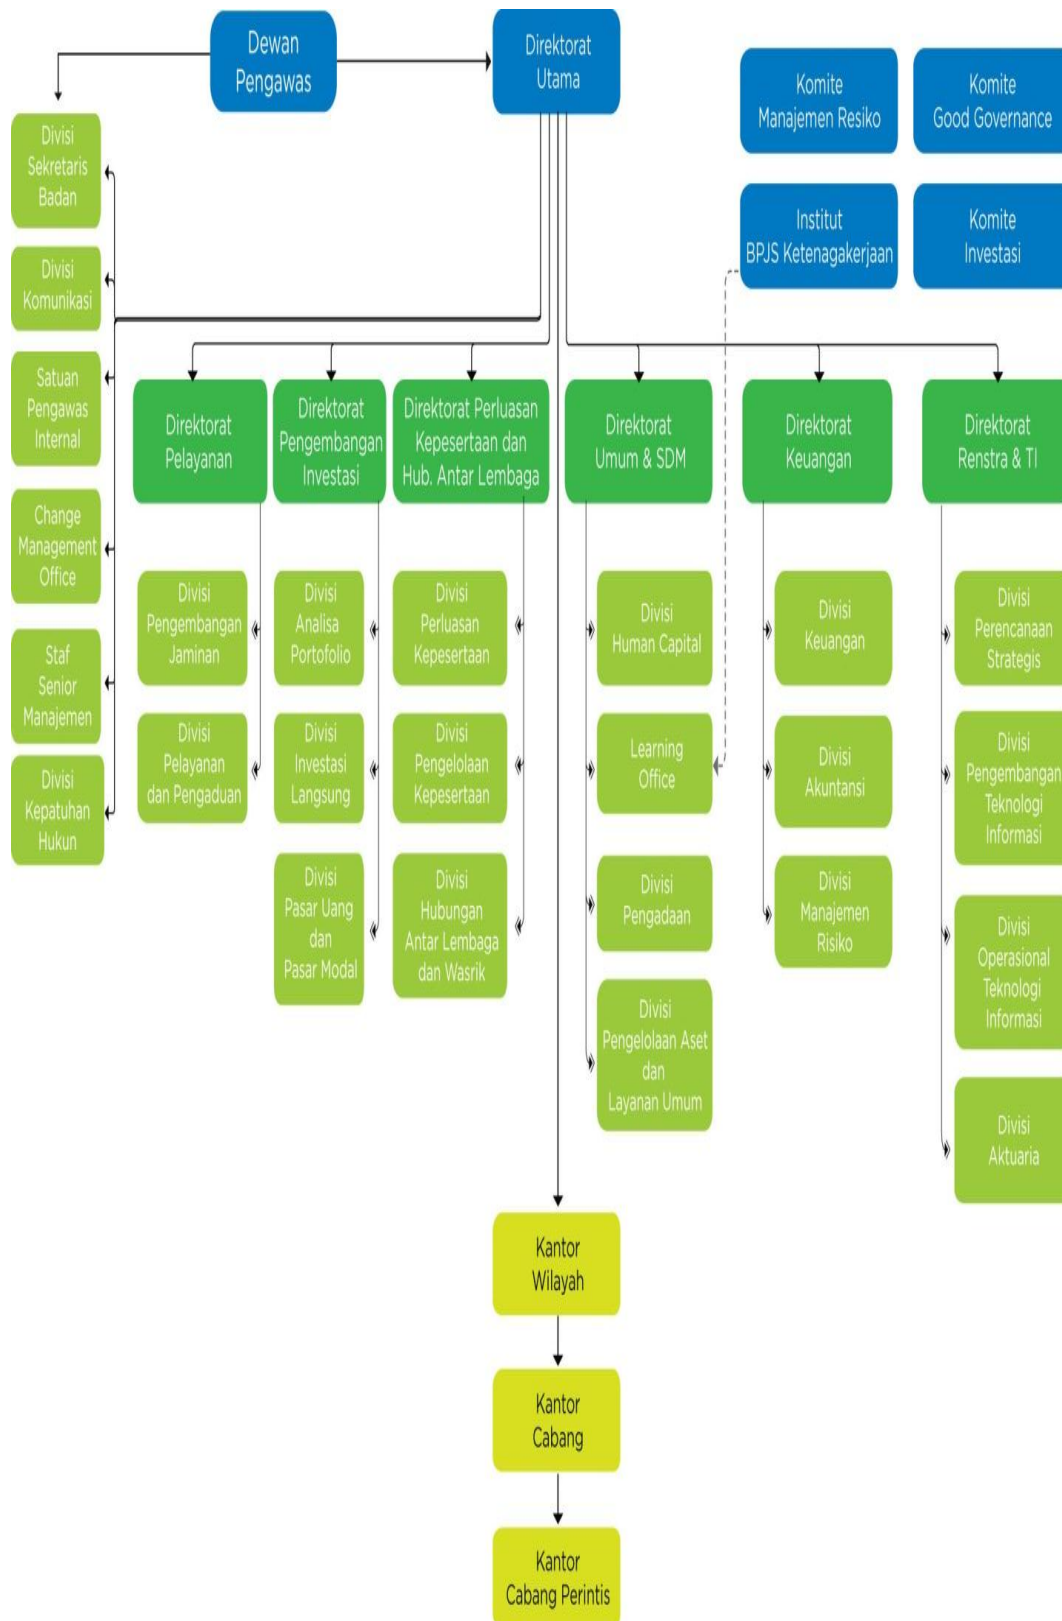 Dewan
Pengawas
Direktorat
Utama
Komite
Manajemen Resiko
Komite
Good Governance
Institut
BPJS Ketenagakerjaan
Komite
Investasi
Divisi
Sekretaris
Badan
Divisi
Komunikasi
Satuan
Pengawas
Internal
Change
Management
Office
Staf
Senior
Manajemen
Divisi
Kepatuhan
Hukun
Direktorat
Pelayanan
Direktorat
Pengembangan
Investasi
Direktorat Perluasan
Kepesertaan dan
Hub. Antar Lembaga
Direktorat
Umum & SDM
Direktorat
Keuangan
Direktorat
Renstra & TI
Divisi
Pengembangan
Jaminan
Divisi
Pelayanan
dan Pengaduan
Divisi
Analisa
Portofolio
Divisi
Investasi
Langsung
Divisi
Pasar Uang
dan
Pasar Modal
Divisi
Perluasan
Kepesertaan
Divisi
Pengelolaan
Kepesertaan
Divisi
Hubungan
Antar Lembaga
dan Wasrik
Divisi
Human Capital
Learning
Office
Divisi
Pengadaan
Divisi
Pengelolaan Aset
dan
Layanan Umum
Divisi
Keuangan
Divisi
Akuntansi
Divisi
Manajemen
Risiko
Divisi
Perencanaan
Strategis
Divisi
Pengembangan
Teknologi
Informasi
Divisi
Operasional
Teknologi
Informasi
Divisi
Aktuaria
Kantor
Wilayah
Kantor
Cabang
Kantor
Cabang Perintis